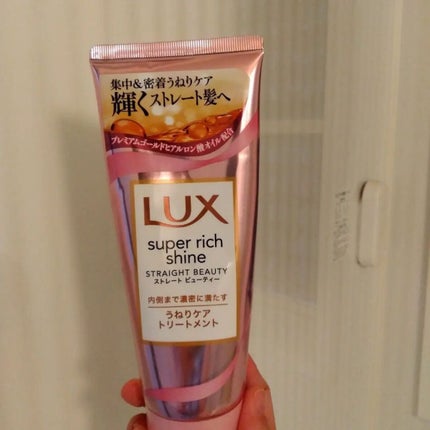 集中&密着うねりケア
輝くストレート髪へ
プレミアムゴールドヒアルロン酸オイル配合
LUX
super rich
shine
STRAIGHT BEAUTY
ストレート ビューティー
内側まで濃密に満たす
うねりケア
トリートメント